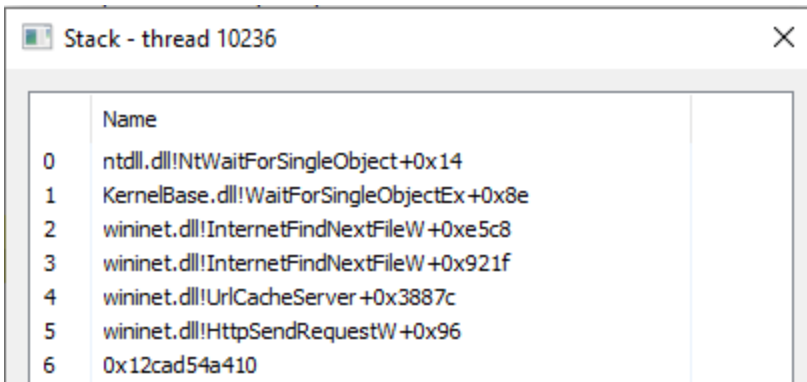 Stack - thread 10236
Name
0 ntdll.dll!NtWaitForSingleObject+0x14
1 KernelBase.dll!WaitForSingleObjectEx+0x8e
2 wininet.dll!InternetFindNextFileW+0xe5c8
3 wininet.dll!InternetFindNextFileW+0x921f
4 wininet.dll!UrlCacheServer+0x3887c
5 wininet.dll!HttpSendRequestW+0x96
6 0x12cad54a410